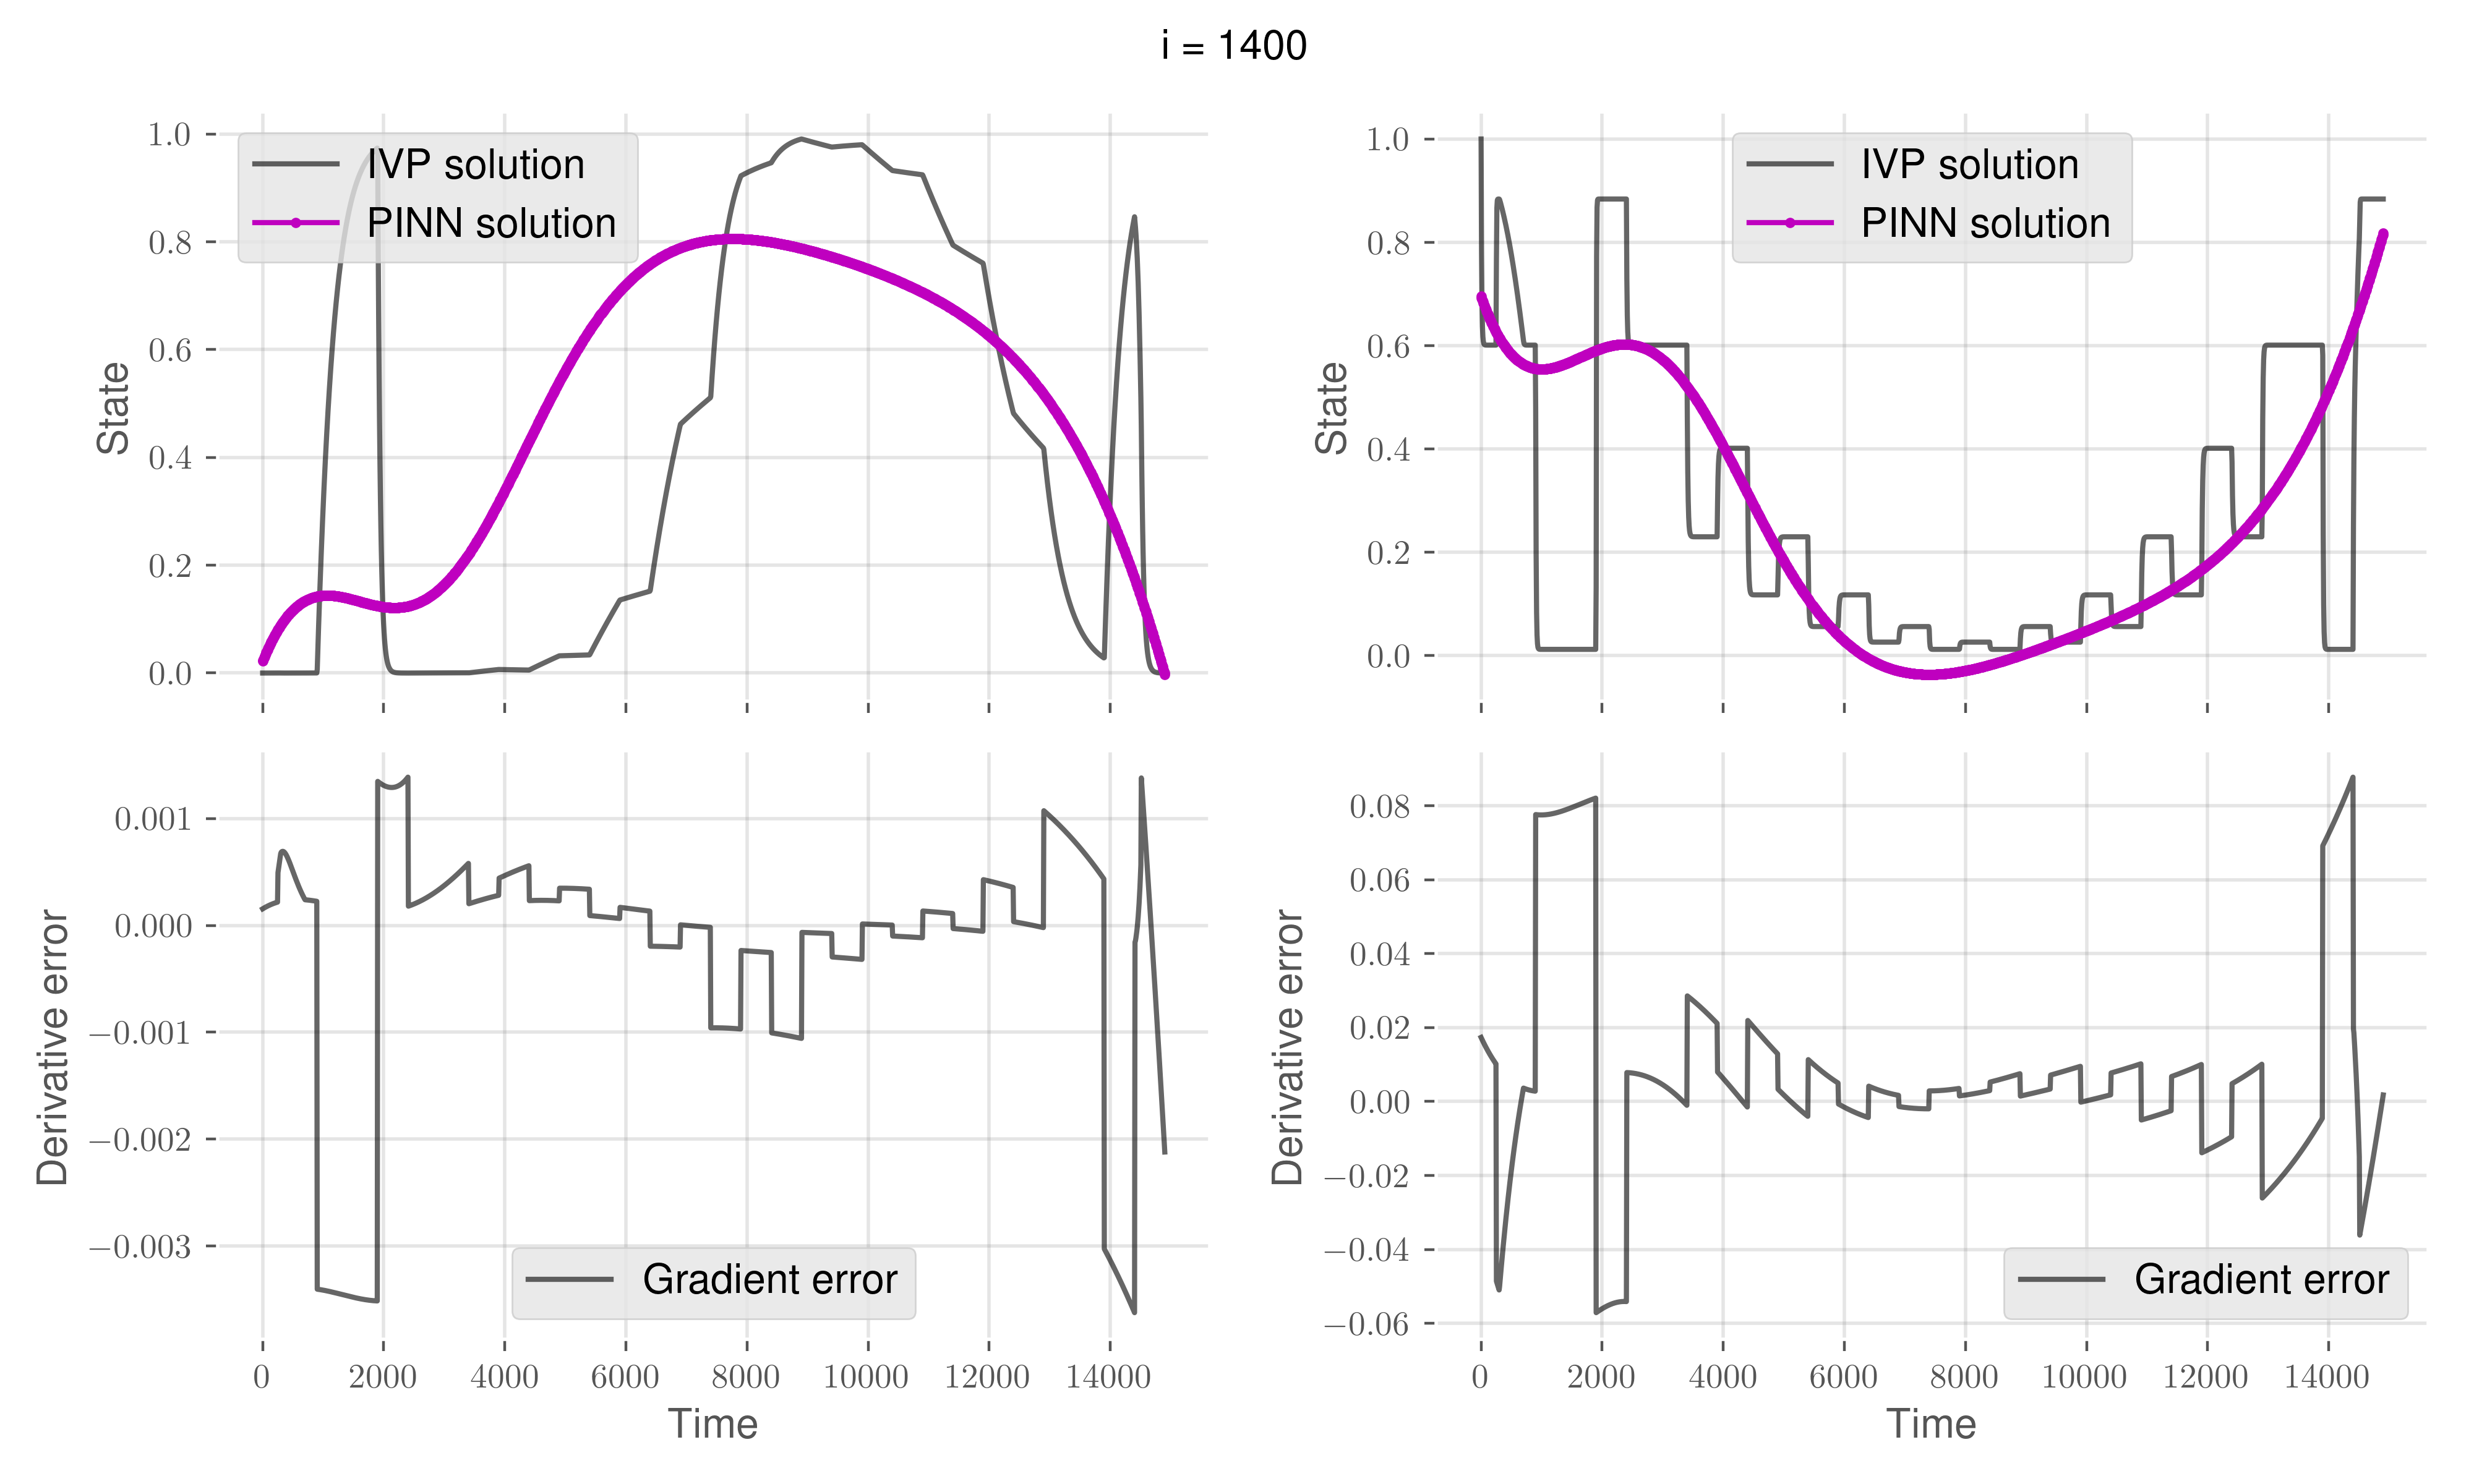 i = 1400
IVP solution
PINN solution
State
1.0
0.8
0.6
0.4
0.2
0.0
IVP solution
PINN solution
State
1.0
0.8
0.6
0.4
0.2
0.0
Derivative error
0.001
0.000
−0.001
−0.002
−0.003
Gradient error
0 2000 4000 6000 8000 10000 12000 14000
Time
Derivative error
0.08
0.06
0.04
0.02
0.00
−0.02
−0.04
−0.06
Gradient error
0 2000 4000 6000 8000 10000 12000 14000
Time